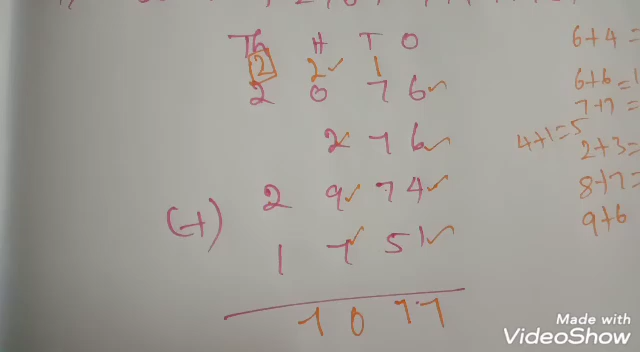 Th H T O
2 2 1
2 0 7 6
2 7 6
2 9 7 4
(+) 1 7 5 1
7 0 7 7
6+4=
6+6=1
7+7=
4+1=5
2+3=
8+7=
9+6
Made with
VideoShow